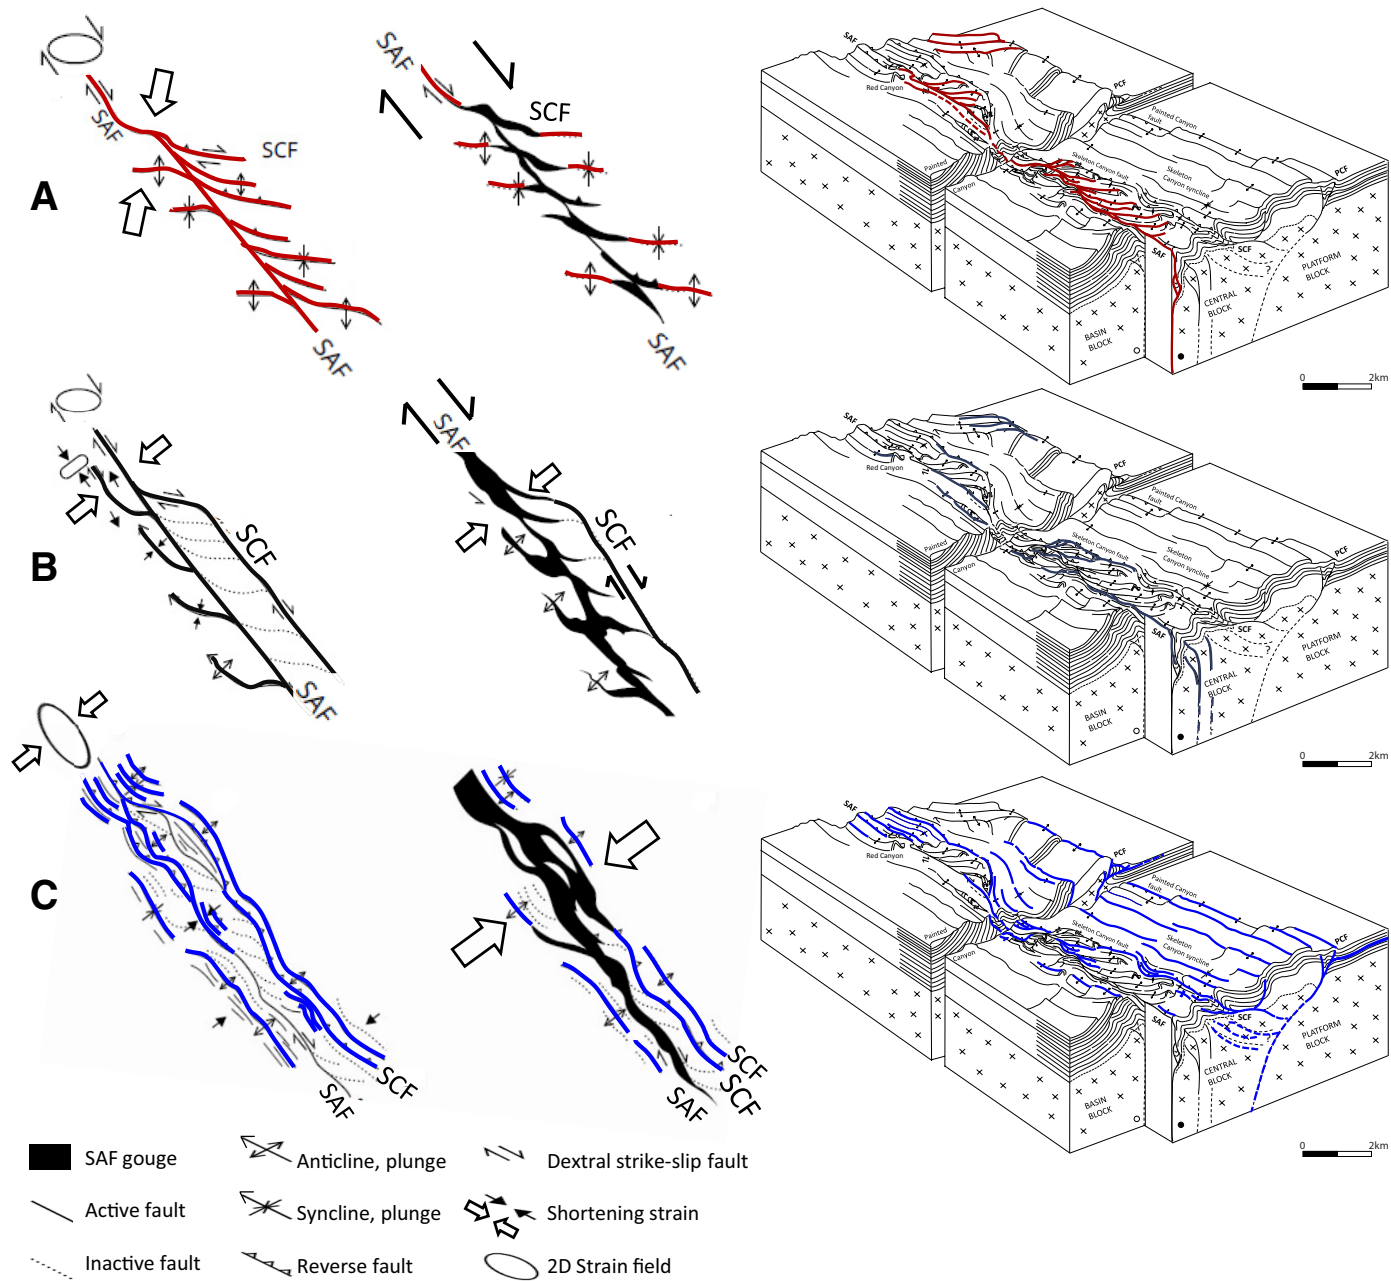 A
SAF
SCF
SAF
SAF
SCF
SAF
SAF
Red Canyon
PCF
Painted Canyon
fault
Painted
Canyon
Skeleton Canyon fault
Skeleton
Canyon syncline
PCF
SAF
SCF
?
PLATFORM
BLOCK
CENTRAL
BLOCK
BASIN
BLOCK
0 2km
B
SCF
SAF
SAF
SCF
SAF
Red Canyon
PCF
Painted Canyon
fault
Painted
Canyon
Skeleton Canyon fault
Skeleton
Canyon syncline
PCF
SAF
SCF
?
PLATFORM
BLOCK
CENTRAL
BLOCK
BASIN
BLOCK
0 2km
C
SCF
SAF
SCF
SCF
SAF
SAF
Red Canyon
PCF
Painted Canyon
fault
Painted
Canyon
Skeleton Canyon fault
Skeleton
Canyon syncline
PCF
SAF
SCF
?
PLATFORM
BLOCK
CENTRAL
BLOCK
BASIN
BLOCK
0 2km
SAF gouge
Anticline, plunge
Dextral strike-slip fault
Active fault
Syncline, plunge
Shortening strain
Inactive fault
Reverse fault
2D Strain field